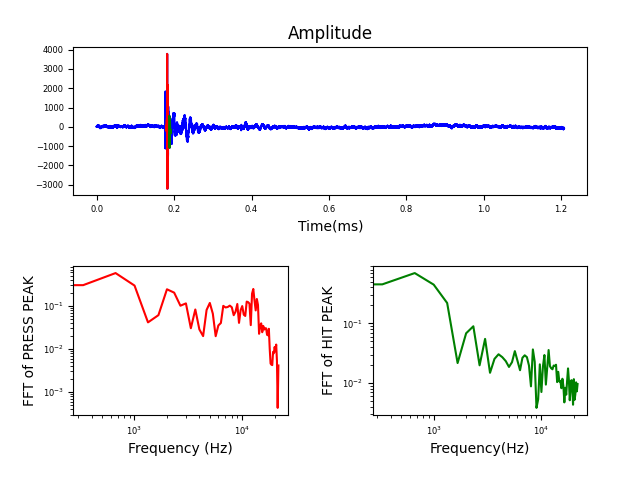 Amplitude
4000
3000
2000
1000
0
−1000
−2000
−3000
0.0 0.2 0.4 0.6 0.8 1.0 1.2
Time(ms)
FFT of PRESS PEAK
10⁻¹
10⁻²
10⁻³
10³ 10⁴
Frequency (Hz)
FFT of HIT PEAK
10⁻¹
10⁻²
10³ 10⁴
Frequency(Hz)